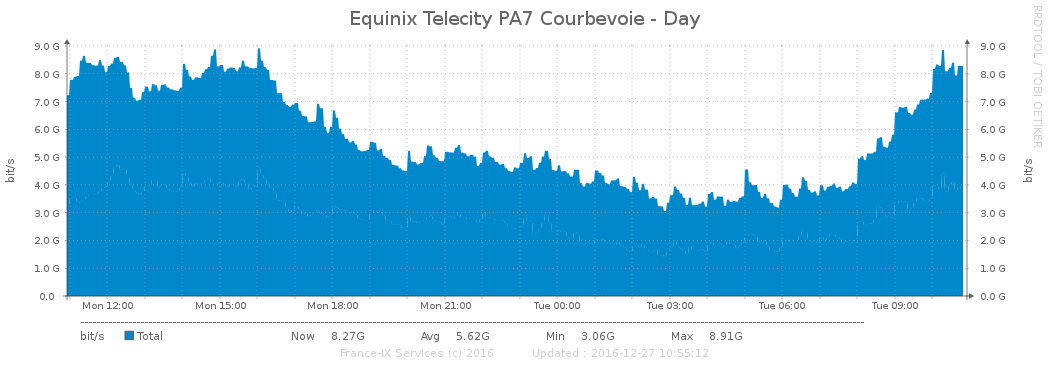 Equinix Telecity PA7 Courbevoie - Day
RRDTOOL / TOBI OETIKER
bit/s
bit/s
9.0 G 9.0 G
8.0 G 8.0 G
7.0 G 7.0 G
6.0 G 6.0 G
5.0 G 5.0 G
4.0 G 4.0 G
3.0 G 3.0 G
2.0 G 2.0 G
1.0 G 1.0 G
0.0 0.0 G
Mon 12:00 Mon 15:00 Mon 18:00 Mon 21:00 Tue 00:00 Tue 03:00 Tue 06:00 Tue 09:00
bit/s Total Now 8.27G Avg 5.62G Min 3.06G Max 8.91G
France-IX Services (c) 2016 Updated : 2016-12-27 10:55:12